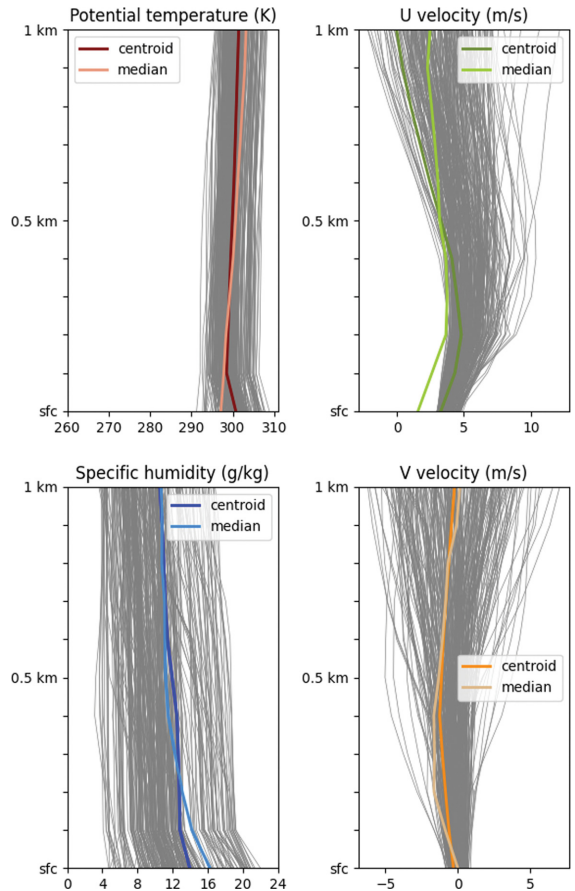 Potential temperature (K)
1 km
centroid
median
0.5 km
sfc
260 270 280 290 300 310
U velocity (m/s)
1 km
centroid
median
0.5 km
sfc
0 5 10
Specific humidity (g/kg)
1 km
centroid
median
0.5 km
sfc
0 4 8 12 16 20 24
V velocity (m/s)
1 km
0.5 km
centroid
median
sfc
−5 0 5